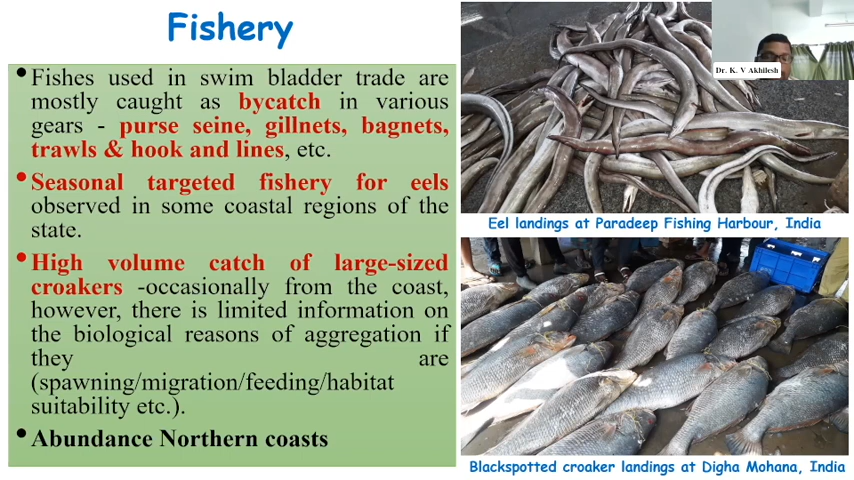 Fishery
• Fishes used in swim bladder trade are
mostly caught as bycatch in various
gears - purse seine, gillnets, bagnets,
trawls & hook and lines, etc.
• Seasonal targeted fishery for eels
observed in some coastal regions of the
state.
• High volume catch of large-sized
croakers -occasionally from the coast,
however, there is limited information on
the biological reasons of aggregation if
they are
(spawning/migration/feeding/habitat
suitability etc.).
• Abundance Northern coasts
Dr. K. V Akhilesh
Eel landings at Paradeep Fishing Harbour, India
Blackspotted croaker landings at Digha Mohana, India